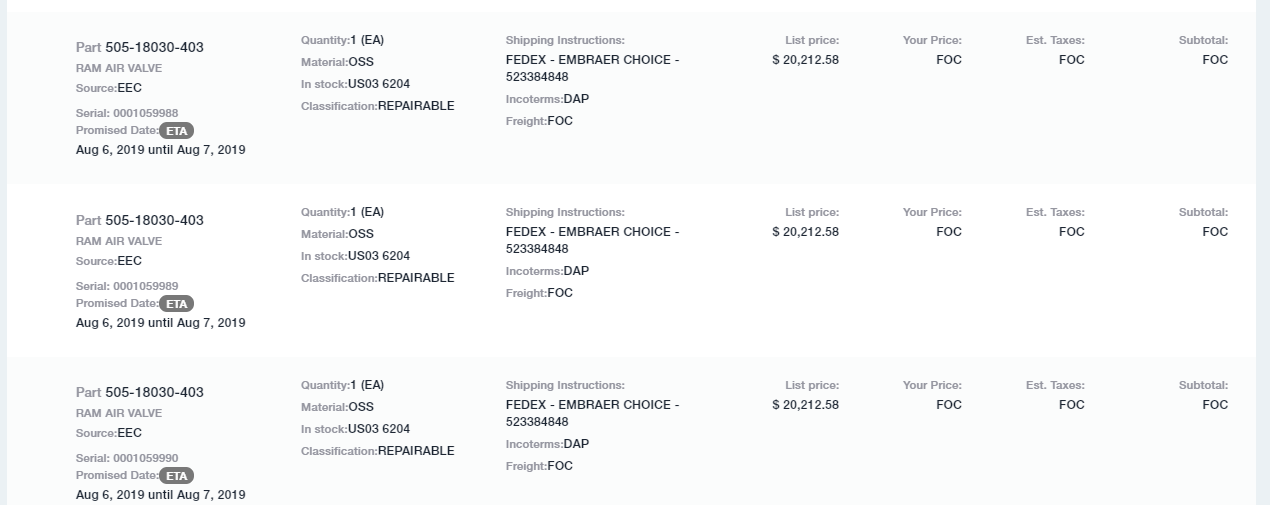 Part 505-18030-403
RAM AIR VALVE
Source:EEC
Serial: 0001059988
Promised Date: ETA
Aug 6, 2019 until Aug 7, 2019
Quantity:1 (EA)
Material:OSS
In stock:US03 6204
Classification:REPAIRABLE
Shipping Instructions:
FEDEX - EMBRAER CHOICE -
523384848
Incoterms:DAP
Freight:FOC
List price:
$ 20,212.58
Your Price:
FOC
Est. Taxes:
FOC
Subtotal:
FOC
Part 505-18030-403
RAM AIR VALVE
Source:EEC
Serial: 0001059989
Promised Date: ETA
Aug 6, 2019 until Aug 7, 2019
Quantity:1 (EA)
Material:OSS
In stock:US03 6204
Classification:REPAIRABLE
Shipping Instructions:
FEDEX - EMBRAER CHOICE -
523384848
Incoterms:DAP
Freight:FOC
List price:
$ 20,212.58
Your Price:
FOC
Est. Taxes:
FOC
Subtotal:
FOC
Part 505-18030-403
RAM AIR VALVE
Source:EEC
Serial: 0001059990
Promised Date: ETA
Aug 6, 2019 until Aug 7, 2019
Quantity:1 (EA)
Material:OSS
In stock:US03 6204
Classification:REPAIRABLE
Shipping Instructions:
FEDEX - EMBRAER CHOICE -
523384848
Incoterms:DAP
Freight:FOC
List price:
$ 20,212.58
Your Price:
FOC
Est. Taxes:
FOC
Subtotal:
FOC